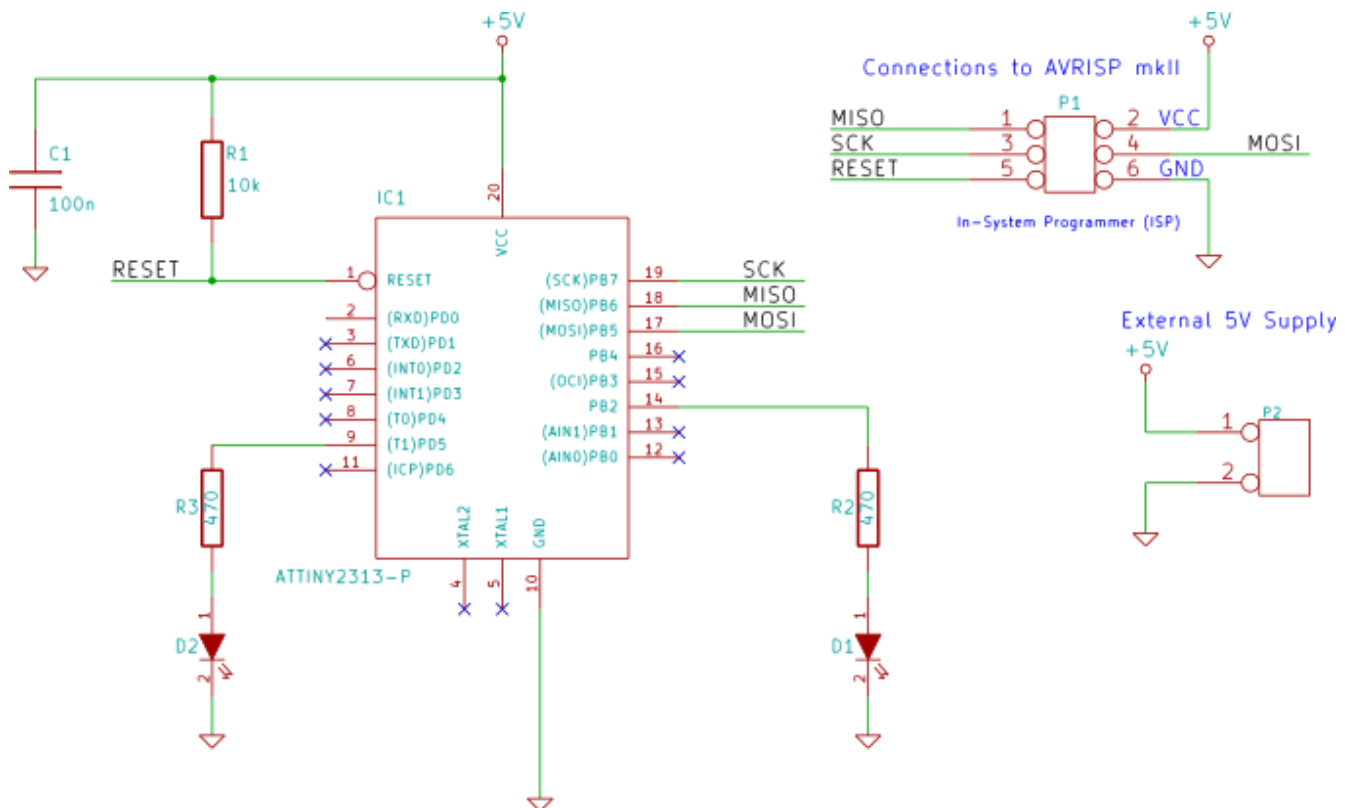 +5V
+5V
Connections to AVRISP mkII
P1
MISO 1 2 VCC
SCK 3 4 MOSI
RESET 5 6 GND
In-System Programmer (ISP)
C1
100n
R1
10k
IC1
20
VCC
RESET 1 RESET
(SCK)PB7 19 SCK
2 (RXD)PD0
(MISO)PB6 18 MISO
3 (TXD)PD1
(MOSI)PB5 17 MOSI
6 (INT0)PD2
PB4 16
7 (INT1)PD3
(OCI)PB3 15
8 (T0)PD4
PB2 14
9 (T1)PD5
(AIN1)PB1 13
11 (ICP)PD6
(AIN0)PB0 12
External 5V Supply
+5V
P2
1
2
R3 470
R2 470
XTAL2
XTAL1
GND
4
5
10
ATTINY2313-P
1
D2
2
1
D1
2